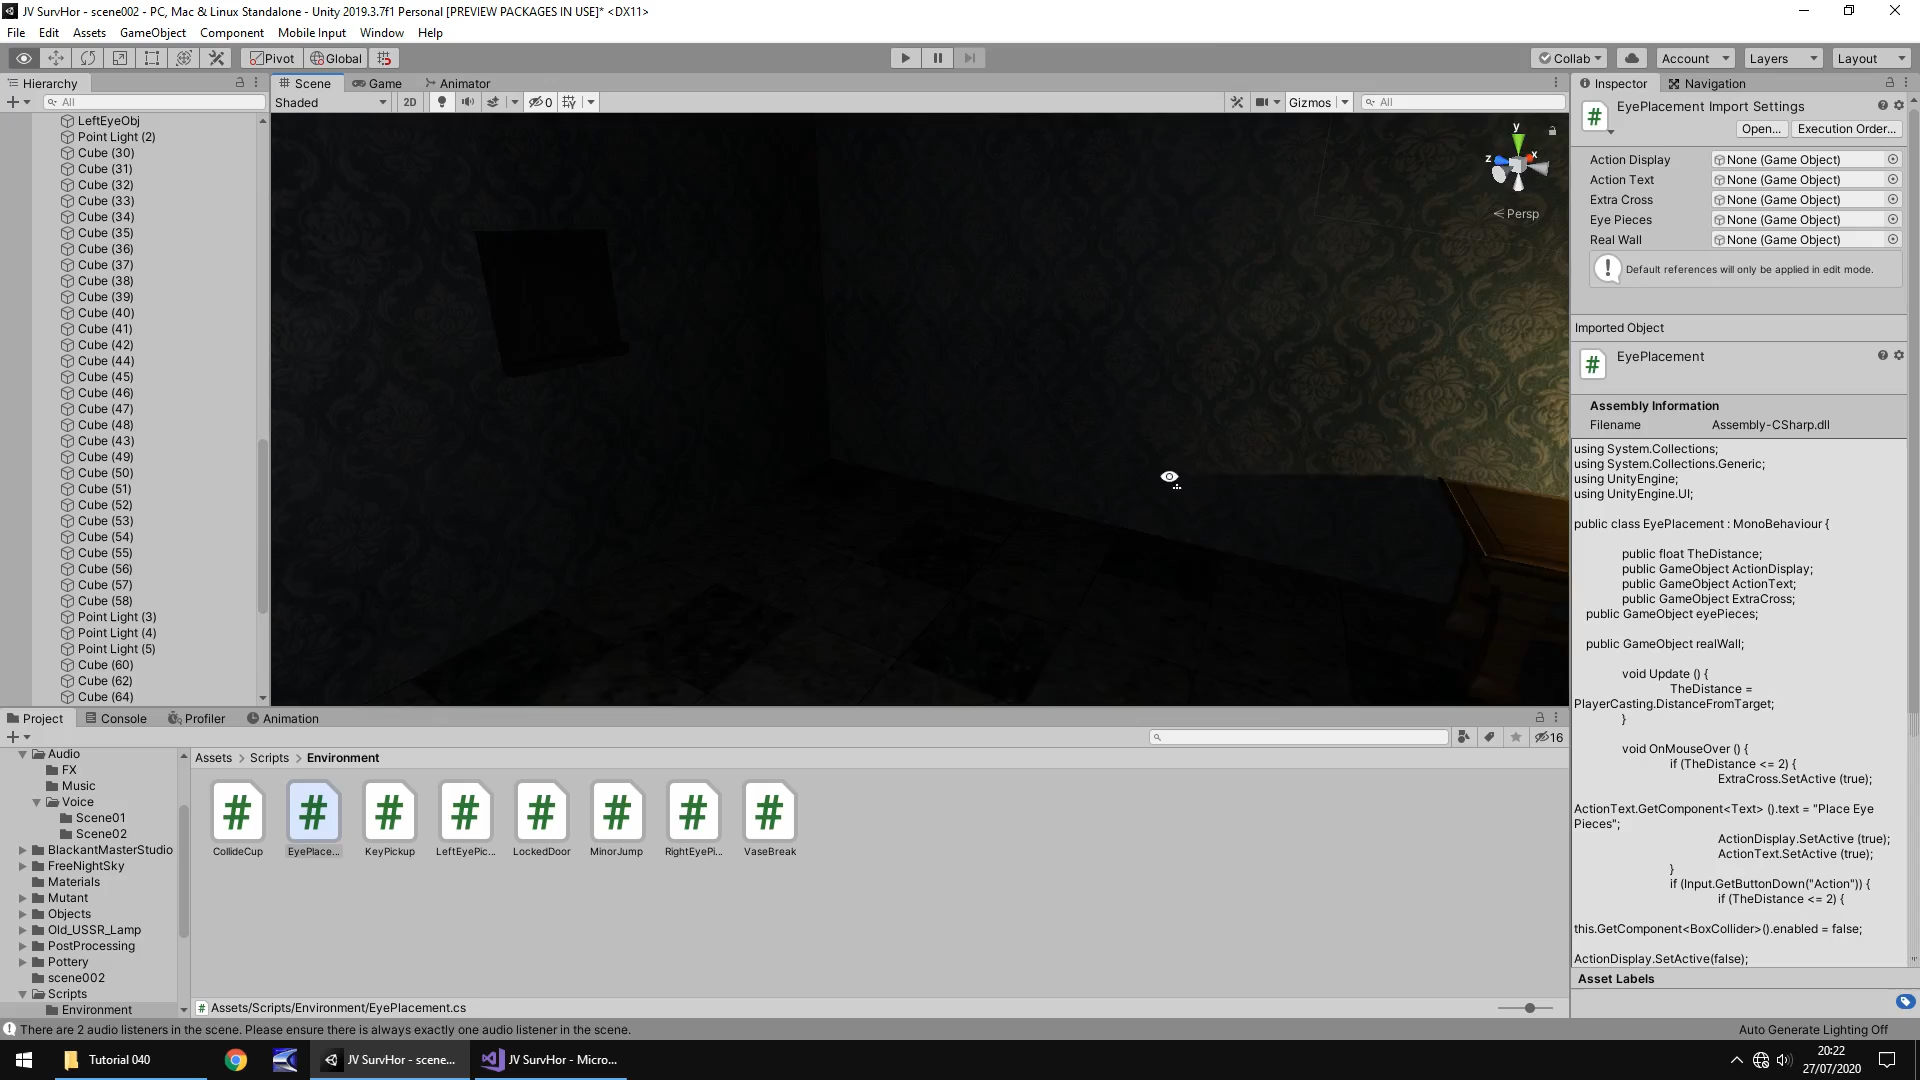 JV SurvHor - scene002 - PC, Mac & Linux Standalone - Unity 2019.3.7f1 Personal [PREVIEW PACKAGES IN USE]* <DX11>
File Edit Assets GameObject Component Mobile Input Window Help
Pivot Global Collab Account Layers Layout
Hierarchy Scene Game Animator Inspector Navigation
All Shaded 2D 0 Gizmos All
LeftEyeObj
Point Light (2)
Cube (30)
Cube (31)
Cube (32)
Cube (33)
Cube (34)
Cube (35)
Cube (36)
Cube (37)
Cube (38)
Cube (39)
Cube (40)
Cube (41)
Cube (42)
Cube (44)
Cube (45)
Cube (46)
Cube (47)
Cube (48)
Cube (43)
Cube (49)
Cube (50)
Cube (51)
Cube (52)
Cube (53)
Cube (54)
Cube (55)
Cube (56)
Cube (57)
Cube (58)
Point Light (3)
Point Light (4)
Point Light (5)
Cube (60)
Cube (62)
Cube (64)
y
z x
Persp
EyePlacement Import Settings
Open... Execution Order...
Action Display None (Game Object)
Action Text None (Game Object)
Extra Cross None (Game Object)
Eye Pieces None (Game Object)
Real Wall None (Game Object)
Default references will only be applied in edit mode.
Imported Object
EyePlacement
Assembly Information
Filename Assembly-CSharp.dll
using System.Collections;
using System.Collections.Generic;
using UnityEngine;
using UnityEngine.UI;
public class EyePlacement : MonoBehaviour {
public float TheDistance;
public GameObject ActionDisplay;
public GameObject ActionText;
public GameObject ExtraCross;
public GameObject eyePieces;
public GameObject realWall;
void Update () {
TheDistance =
PlayerCasting.DistanceFromTarget;
}
void OnMouseOver () {
if (TheDistance <= 2) {
ExtraCross.SetActive (true);
ActionText.GetComponent<Text> ().text = "Place Eye
Pieces";
ActionDisplay.SetActive (true);
ActionText.SetActive (true);
}
if (Input.GetButtonDown("Action")) {
if (TheDistance <= 2) {
this.GetComponent<BoxCollider>().enabled = false;
ActionDisplay.SetActive(false);
Asset Labels
Project Console Profiler Animation
16
Audio
FX
Music
Voice
Scene01
Scene02
BlackantMasterStudio
FreeNightSky
Materials
Mutant
Objects
Old_USSR_Lamp
PostProcessing
Pottery
scene002
Scripts
Environment
Assets > Scripts > Environment
CollideCup EyePlace... KeyPickup LeftEyePic... LockedDoor MinorJump RightEyePi... VaseBreak
Assets/Scripts/Environment/EyePlacement.cs
There are 2 audio listeners in the scene. Please ensure there is always exactly one audio listener in the scene.
Auto Generate Lighting Off
Tutorial 040 JV SurvHor - scene... JV SurvHor - Micro...
20:22
27/07/2020